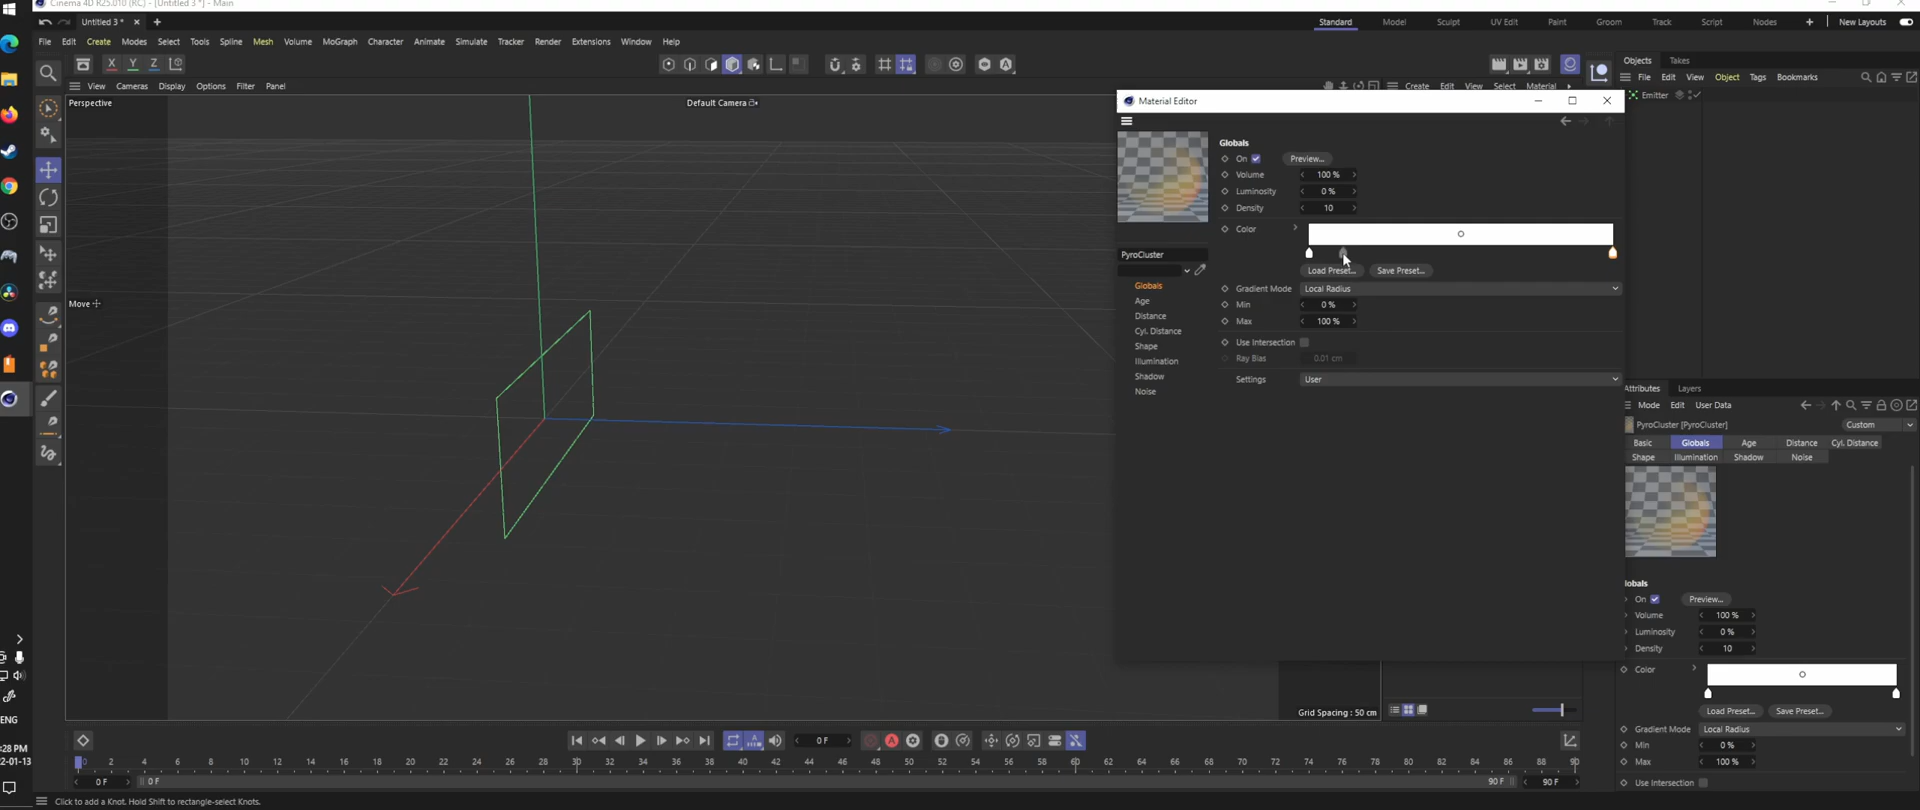 Cinema 4D R25.010 (RC) - [Untitled 3 *] - Main
Untitled 3 *
Standard Model Sculpt UV Edit Paint Groom Track Script Nodes New Layouts
File Edit Create Modes Select Tools Spline Mesh Volume MoGraph Character Animate Simulate Tracker Render Extensions Window Help
X Y Z
Objects Takes
View Cameras Display Options Filter Panel
Create Edit View Select Material
File Edit View Object Tags Bookmarks
Perspective
Default Camera
Emitter
Move
Material Editor
Globals
On Preview...
Volume 100 %
Luminosity 0 %
Density 10
Color
Load Preset... Save Preset...
Gradient Mode Local Radius
Min 0 %
Max 100 %
Use Intersection
Ray Bias 0.01 cm
Settings User
PyroCluster
Globals
Age
Distance
Cyl. Distance
Shape
Illumination
Shadow
Noise
Attributes Layers
Mode Edit User Data
PyroCluster [PyroCluster] Custom
Basic Globals Age Distance Cyl. Distance
Shape Illumination Shadow Noise
lobals
On Preview...
Volume 100 %
Luminosity 0 %
Density 10
Color
Load Preset... Save Preset...
Gradient Mode Local Radius
Min 0 %
Max 100 %
Use Intersection
Grid Spacing : 50 cm
0 F
0 2 4 6 8 10 12 14 16 18 20 22 24 26 28 30 32 34 36 38 40 42 44 46 48 50 52 54 56 58 60 62 64 66 68 70 72 74 76 78 80 82 84 86 88 90
0 F 0 F 90 F 90 F
Click to add a Knot. Hold Shift to rectangle-select Knots.
ENG
:28 PM
2-01-13